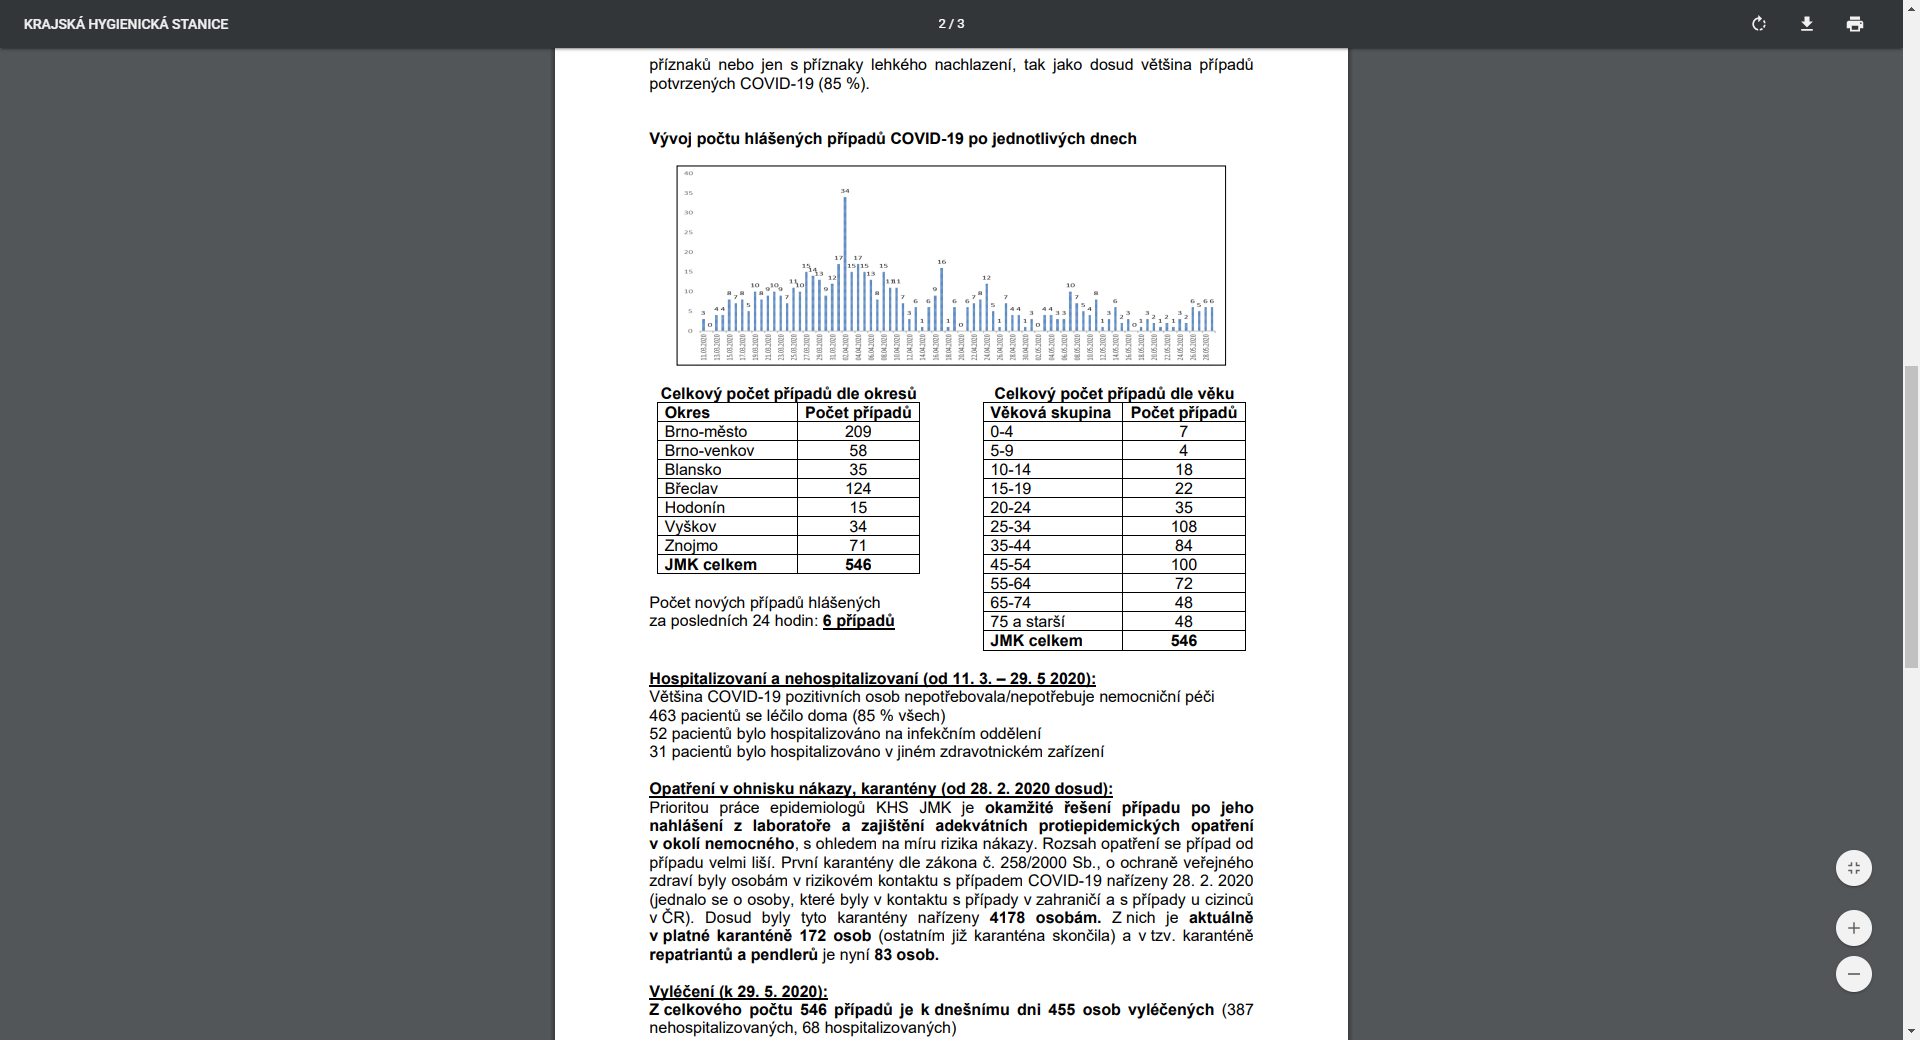 KRAJSKÁ HYGIENICKÁ STANICE
2 / 3
příznaků nebo jen s příznaky lehkého nachlazení, tak jako dosud většina případů
potvrzených COVID-19 (85 %).
Vývoj počtu hlášených případů COVID-19 po jednotlivých dnech
40
35
30
25
20
15
10
5
0
34
Celkový počet případů dle okresů
Okres Počet případů
Brno-město 209
Brno-venkov 58
Blansko 35
Břeclav 124
Hodonín 15
Vyškov 34
Znojmo 71
JMK celkem 546
Počet nových případů hlášených
za posledních 24 hodin: 6 případů
Celkový počet případů dle věku
Věková skupina Počet případů
0-4 7
5-9 4
10-14 18
15-19 22
20-24 35
25-34 108
35-44 84
45-54 100
55-64 72
65-74 48
75 a starší 48
JMK celkem 546
Hospitalizovaní a nehospitalizovaní (od 11. 3. – 29. 5 2020):
Většina COVID-19 pozitivních osob nepotřebovala/nepotřebuje nemocniční péči
463 pacientů se léčilo doma (85 % všech)
52 pacientů bylo hospitalizováno na infekčním oddělení
31 pacientů bylo hospitalizováno v jiném zdravotnickém zařízení
Opatření v ohnisku nákazy, karantény (od 28. 2. 2020 dosud):
Prioritou práce epidemiologů KHS JMK je okamžité řešení případu po jeho
nahlášení z laboratoře a zajištění adekvátních protiepidemických opatření
v okolí nemocného, s ohledem na míru rizika nákazy. Rozsah opatření se případ od
případu velmi liší. První karantény dle zákona č. 258/2000 Sb., o ochraně veřejného
zdraví byly osobám v rizikovém kontaktu s případem COVID-19 nařízeny 28. 2. 2020
(jednalo se o osoby, které byly v kontaktu s případy v zahraničí a s případy u cizinců
v ČR). Dosud byly tyto karantény nařízeny 4178 osobám. Z nich je aktuálně
v platné karanténě 172 osob (ostatním již karanténa skončila) a v tzv. karanténě
repatriantů a pendlerů je nyní 83 osob.
Vyléčení (k 29. 5. 2020):
Z celkového počtu 546 případů je k dnešnímu dni 455 osob vyléčených (387
nehospitalizovaných, 68 hospitalizovaných)